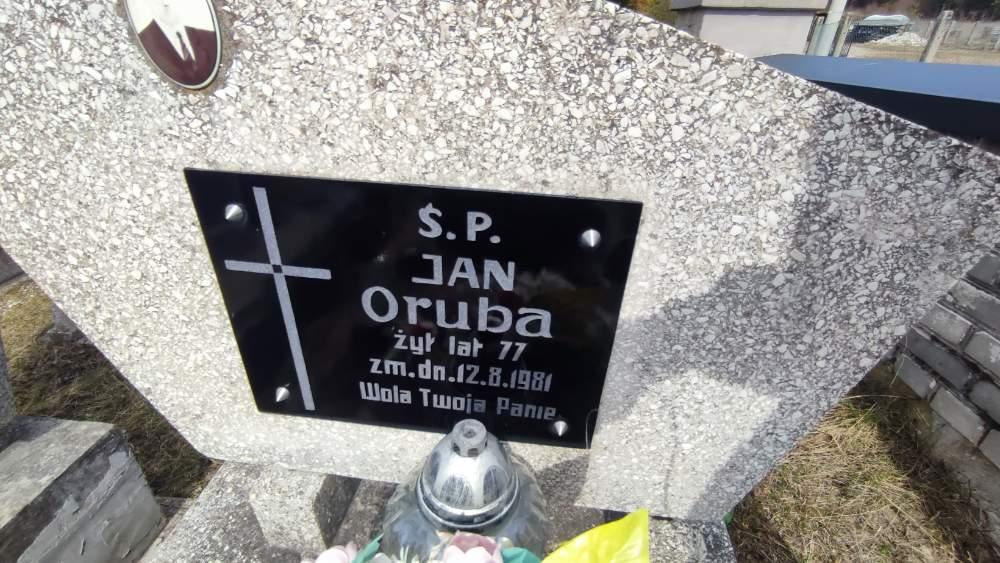 Ś.P.
JAN
Oruba
żył lat 77
zm.dn.12.8.1981
Wola Twoja Panie